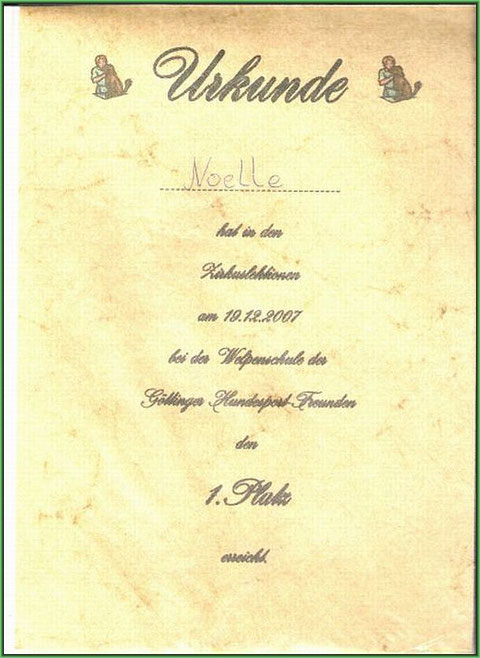 Urkunde
Noelle
hat in den
Zirkuslektionen
am 19.12.2007
bei der Welpenschule der
Göttinger Hundesport-Freunden
den
1. Platz
erreicht.